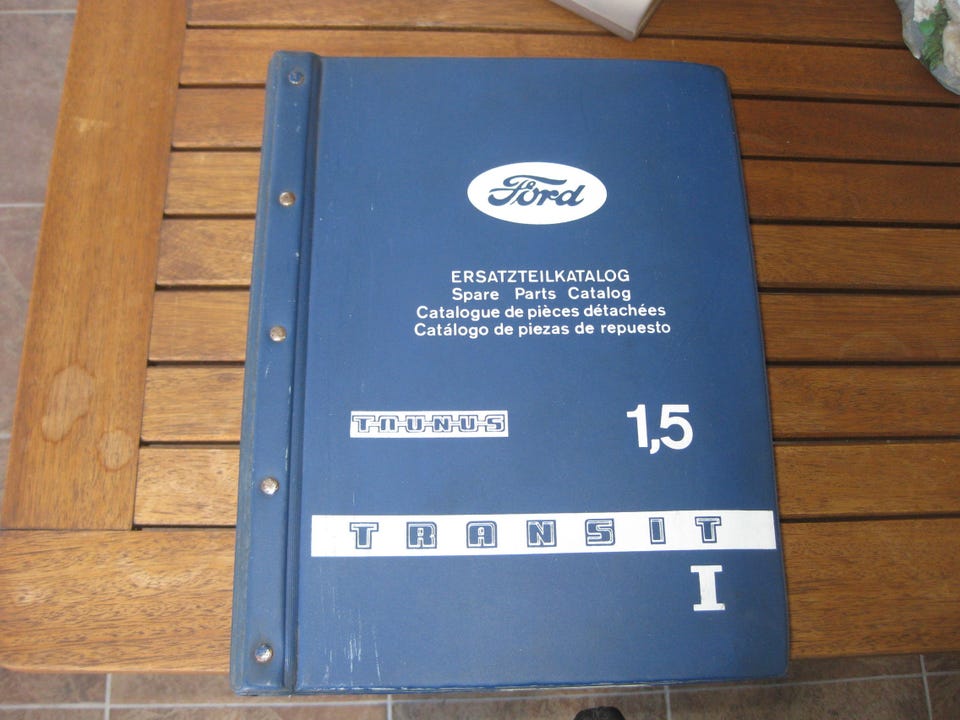 Ford
ERSATZTEILKATALOG
Spare Parts Catalog
Catalogue de pièces détachées
Catálogo de piezas de repuesto
TAUNUS 1,5
TRANSIT
I